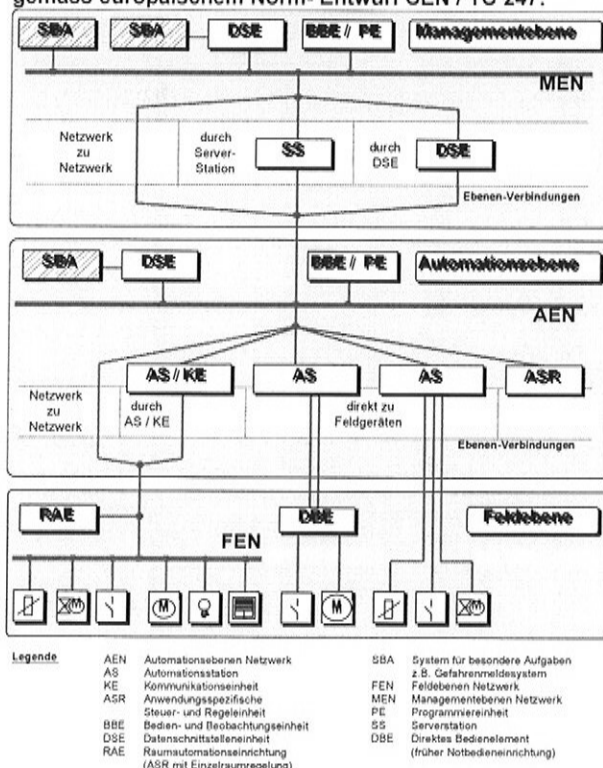 gemäss europäischem Norm- Entwurf CEN / TC 247:
SBA SBA DSE BBE // PE Managementebene
MEN
Netzwerk
zu
Netzwerk
durch
Server-
Station
SS
durch
DSE
DSE
Ebenen-Verbindungen
SBA DSE BBE // PE Automationsebene
AEN
AS // KE AS AS ASR
Netzwerk
zu
Netzwerk
durch
AS / KE
direkt zu
Feldgeräten
Ebenen-Verbindungen
RAE DBE Feldebene
FEN
M M M M
Legende
AEN Automationsebenen Netzwerk
AS Automationsstation
KE Kommunikationseinheit
ASR Anwendungsspezifische
Steuer- und Regeleinheit
BBE Bedien- und Beobachtungseinheit
DSE Datenschnittstelleneinheit
RAE Raumautomationseinrichtung
(ASR mit Einzelraumregelung)
SBA System für besondere Aufgaben
z.B. Gefahrenmeldesystem
FEN Feldebenen Netzwerk
MEN Managementebenen Netzwerk
PE Programmiereinheit
SS Serverstation
DBE Direktes Bedienelement
(früher Notbedieneinrichtung)